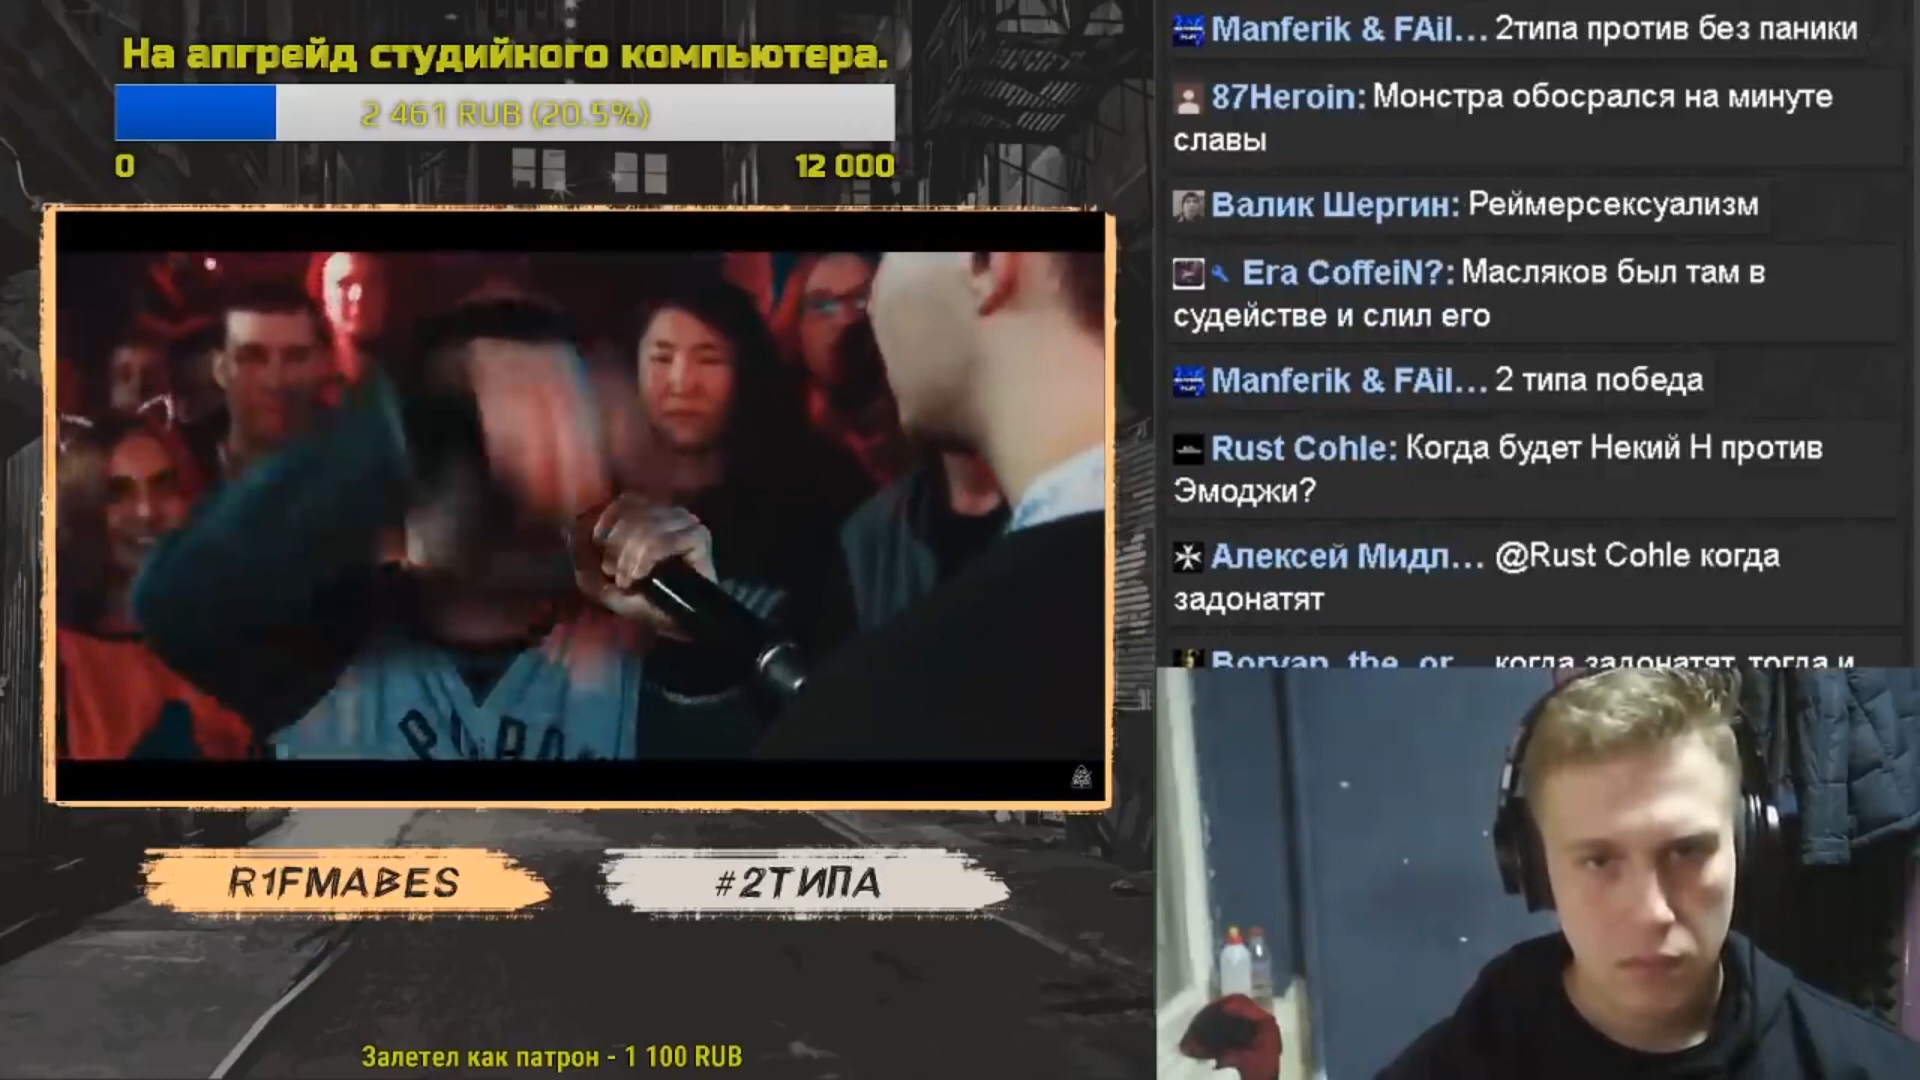 На апгрейд студийного компьютера.
2 461 RUB (20.5%)
0
12 000
R1FMABES
#2ТИПА
Залетел как патрон - 1 100 RUB
Manferik & FAil... 2типа против без паники
87Heroin: Монстра обосрался на минуте
славы
Валик Шергин: Реймерсексуализм
Era CoffeiN?: Масляков был там в
судействе и слил его
Manferik & FAil... 2 типа победа
Rust Cohle: Когда будет Некий Н против
Эмоджи?
Алексей Мидл... @Rust Cohle когда
задонатят
когда задонатят, тогда и